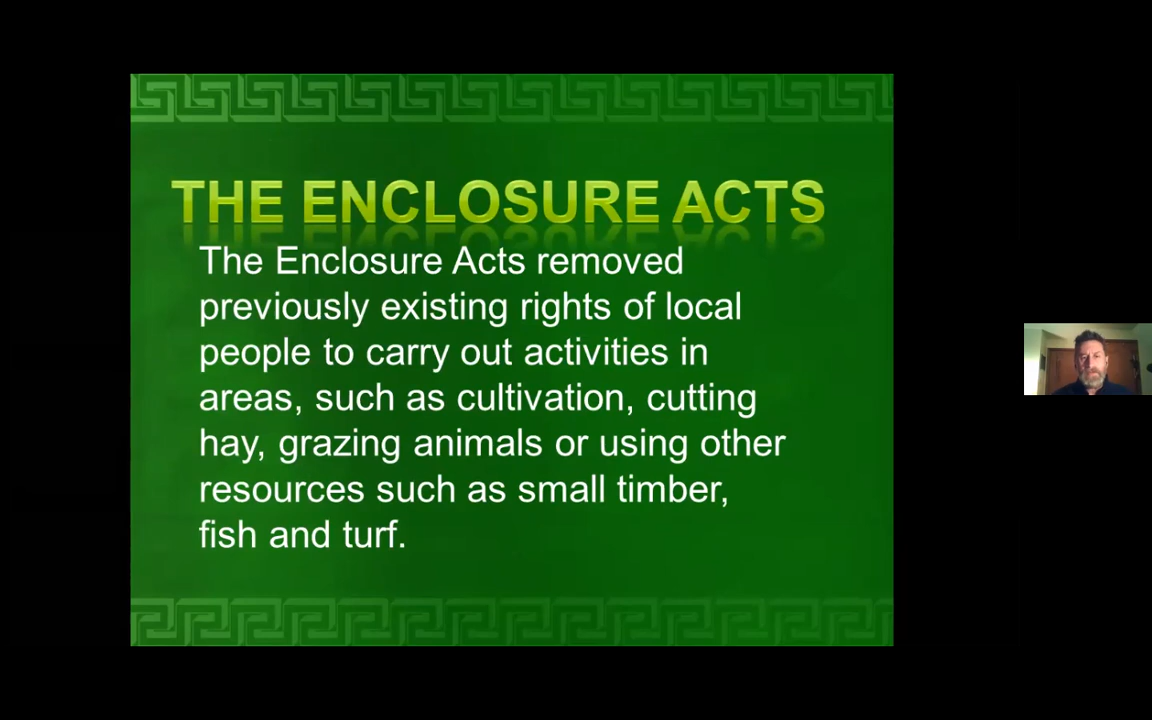 THE ENCLOSURE ACTS
The Enclosure Acts removed
previously existing rights of local
people to carry out activities in
areas, such as cultivation, cutting
hay, grazing animals or using other
resources such as small timber,
fish and turf.